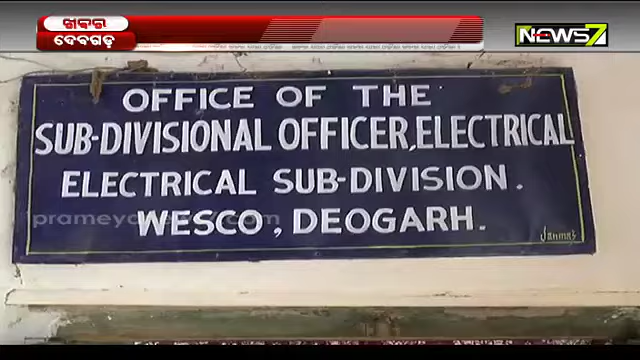 ଖବର
ଦେବଗଡ଼
NEWS7
OFFICE OF THE
SUB-DIVISIONAL OFFICER, ELECTRICAL
ELECTRICAL SUB-DIVISION.
WESCO, DEOGARH.